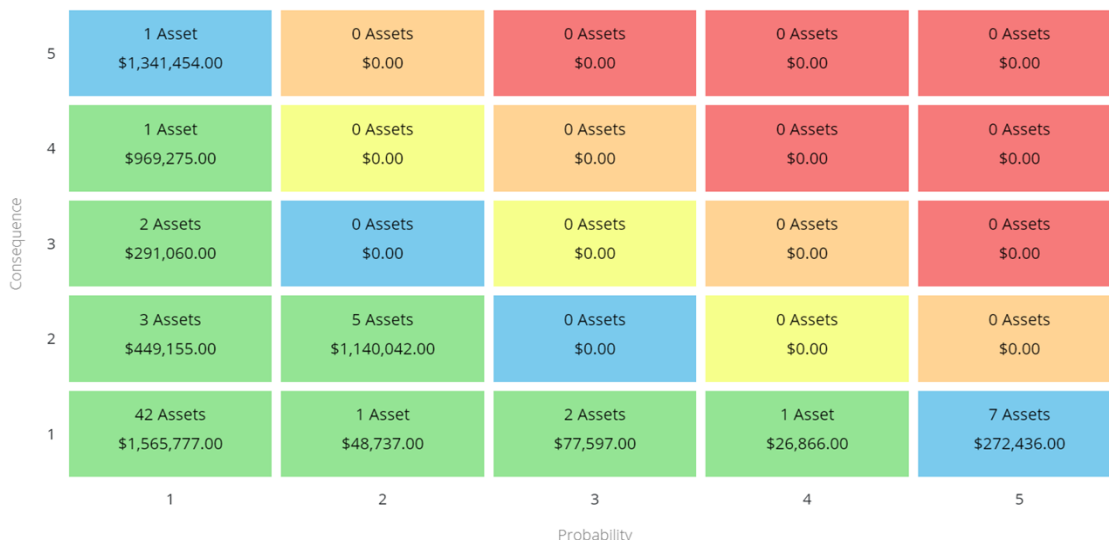 5
1 Asset
$1,341,454.00
0 Assets
$0.00
0 Assets
$0.00
0 Assets
$0.00
0 Assets
$0.00
4
1 Asset
$969,275.00
0 Assets
$0.00
0 Assets
$0.00
0 Assets
$0.00
0 Assets
$0.00
Consequence
3
2 Assets
$291,060.00
0 Assets
$0.00
0 Assets
$0.00
0 Assets
$0.00
0 Assets
$0.00
2
3 Assets
$449,155.00
5 Assets
$1,140,042.00
0 Assets
$0.00
0 Assets
$0.00
0 Assets
$0.00
1
42 Assets
$1,565,777.00
1 Asset
$48,737.00
2 Assets
$77,597.00
1 Asset
$26,866.00
7 Assets
$272,436.00
1
2
3
4
5
Probability